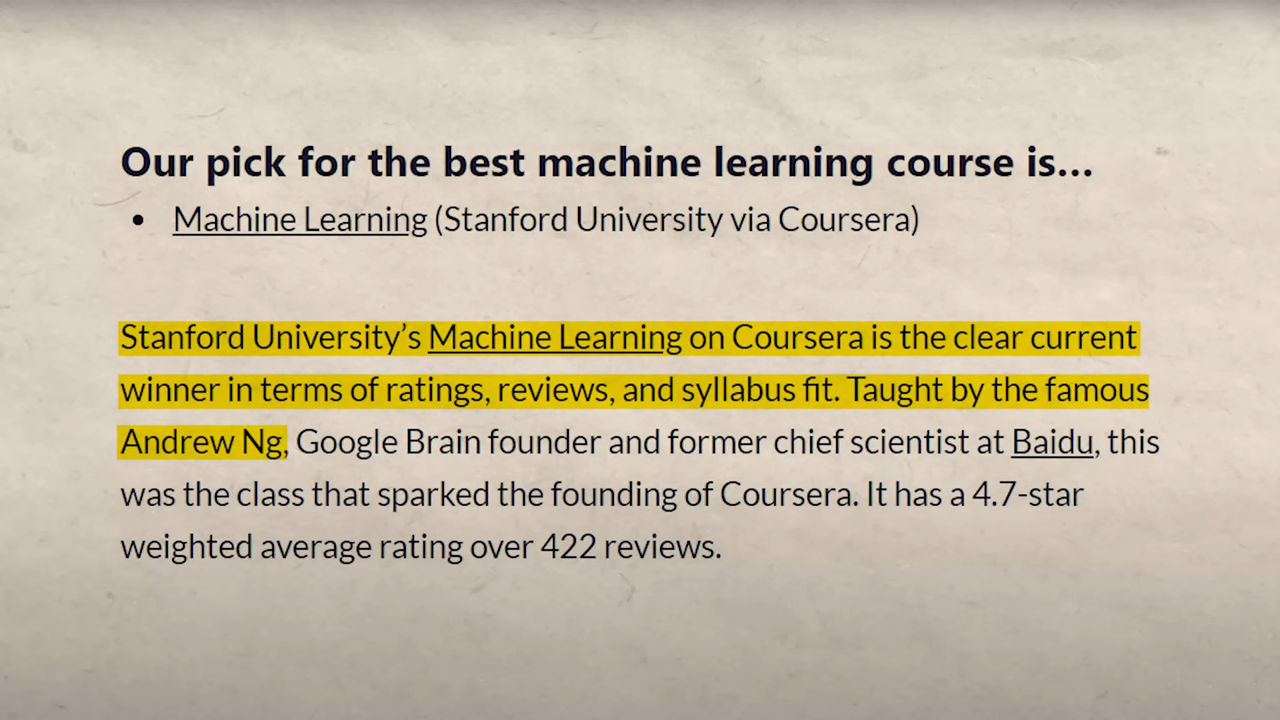 Our pick for the best machine learning course is...
• Machine Learning (Stanford University via Coursera)
Stanford University’s Machine Learning on Coursera is the clear current
winner in terms of ratings, reviews, and syllabus fit. Taught by the famous
Andrew Ng, Google Brain founder and former chief scientist at Baidu, this
was the class that sparked the founding of Coursera. It has a 4.7-star
weighted average rating over 422 reviews.